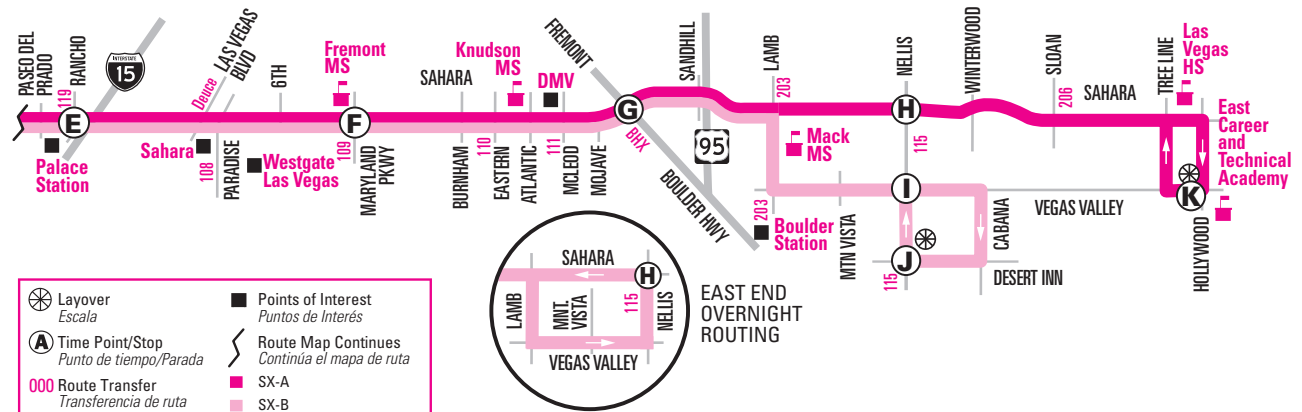 PASEO DEL
PRADO
RANCHO
119
INTERSTATE
15
E
Palace
Station
Deuce
LAS VEGAS
BLVD
Sahara
108
PARADISE
6TH
Westgate
Las Vegas
Fremont
MS
F
109
MARYLAND
PKWY
SAHARA
BURNHAM
Knudson
MS
110
EASTERN
ATLANTIC
DMV
111
MCLEOD
MOJAVE
FREMONT
G
BHX
BOULDER HWY
SANDHILL
95
LAMB
203
Mack
MS
203
Boulder
Station
MTN VISTA
NELLIS
H
115
I
J
115
WINTERWOOD
CABANA
VEGAS VALLEY
DESERT INN
SLOAN
206
SAHARA
TREE LINE
Las
Vegas
HS
East
Career
and
Technical
Academy
K
HOLLYWOOD
SAHARA
H
LAMB
MNT.
VISTA
115
NELLIS
VEGAS VALLEY
EAST END
OVERNIGHT
ROUTING
Layover
Escala
A Time Point/Stop
Punto de tiempo/Parada
000 Route Transfer
Transferencia de ruta
Points of Interest
Puntos de Interés
Route Map Continues
Continúa el mapa de ruta
SX-A
SX-B